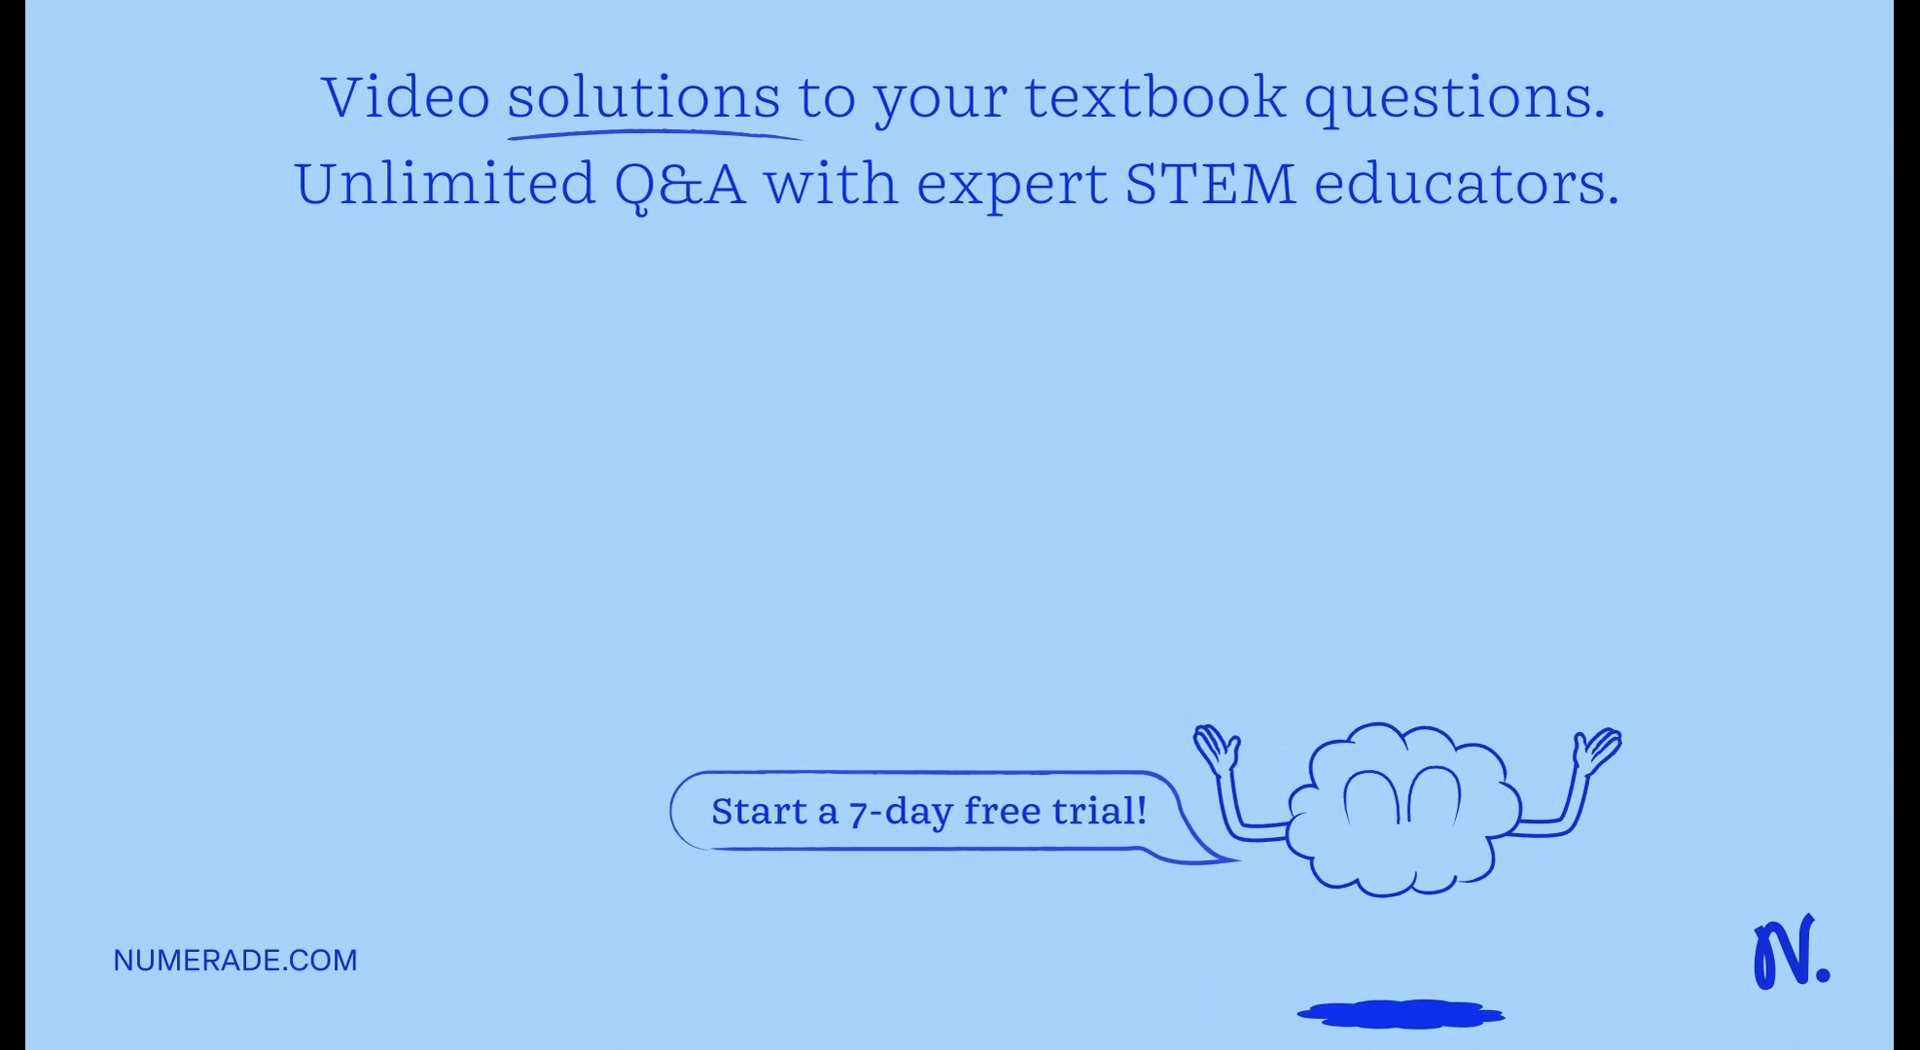 Video solutions to your textbook questions.
Unlimited Q&A with expert STEM educators.
Start a 7-day free trial!
NUMERADE.COM
N.